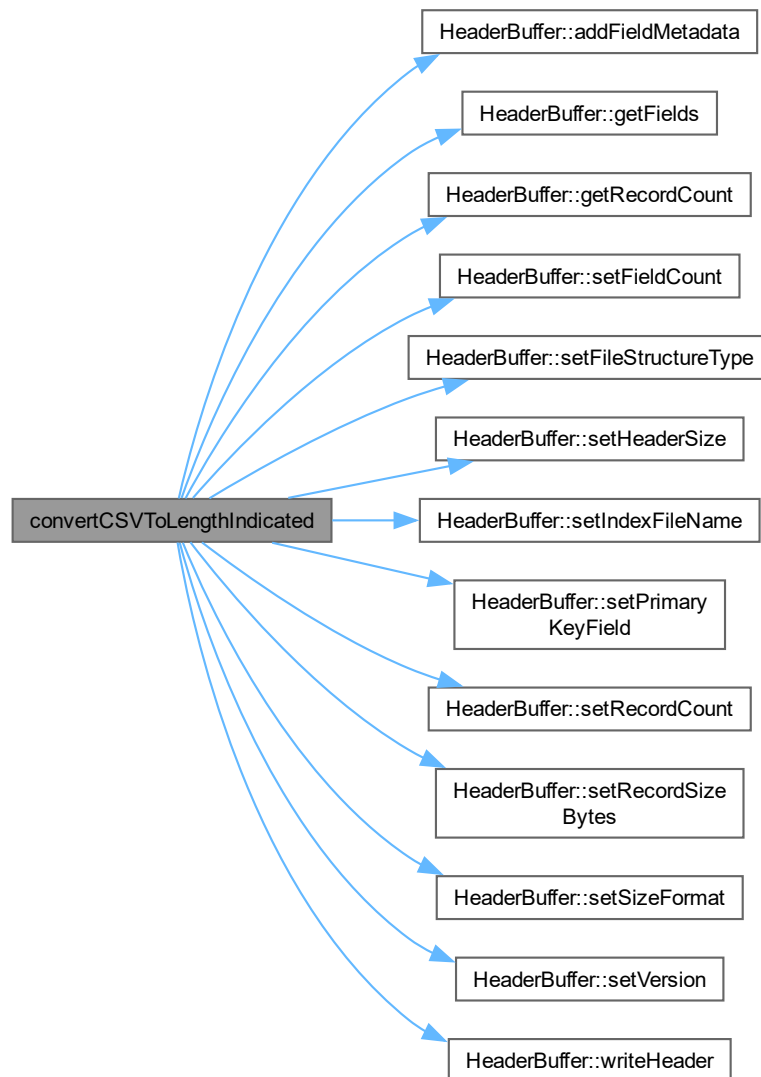 HeaderBuffer::addFieldMetadata
HeaderBuffer::getFields
HeaderBuffer::getRecordCount
HeaderBuffer::setFieldCount
HeaderBuffer::setFileStructureType
HeaderBuffer::setHeaderSize
convertCSVToLengthIndicated
HeaderBuffer::setIndexFileName
HeaderBuffer::setPrimary
KeyField
HeaderBuffer::setRecordCount
HeaderBuffer::setRecordSize
Bytes
HeaderBuffer::setSizeFormat
HeaderBuffer::setVersion
HeaderBuffer::writeHeader